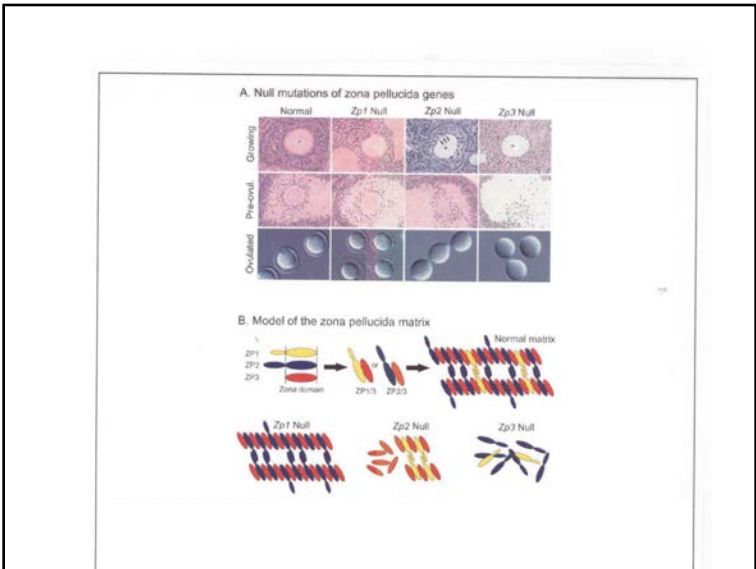 A. Null mutations of zona pellucida genes
Normal Zp1 Null Zp2 Null Zp3 Null
Growing
Pre-ovul.
Ovulated
B. Model of the zona pellucida matrix
Normal matrix
ZP1
ZP2
ZP3
Zona domain
or
ZP1/3 ZP2/3
Zp1 Null Zp2 Null Zp3 Null